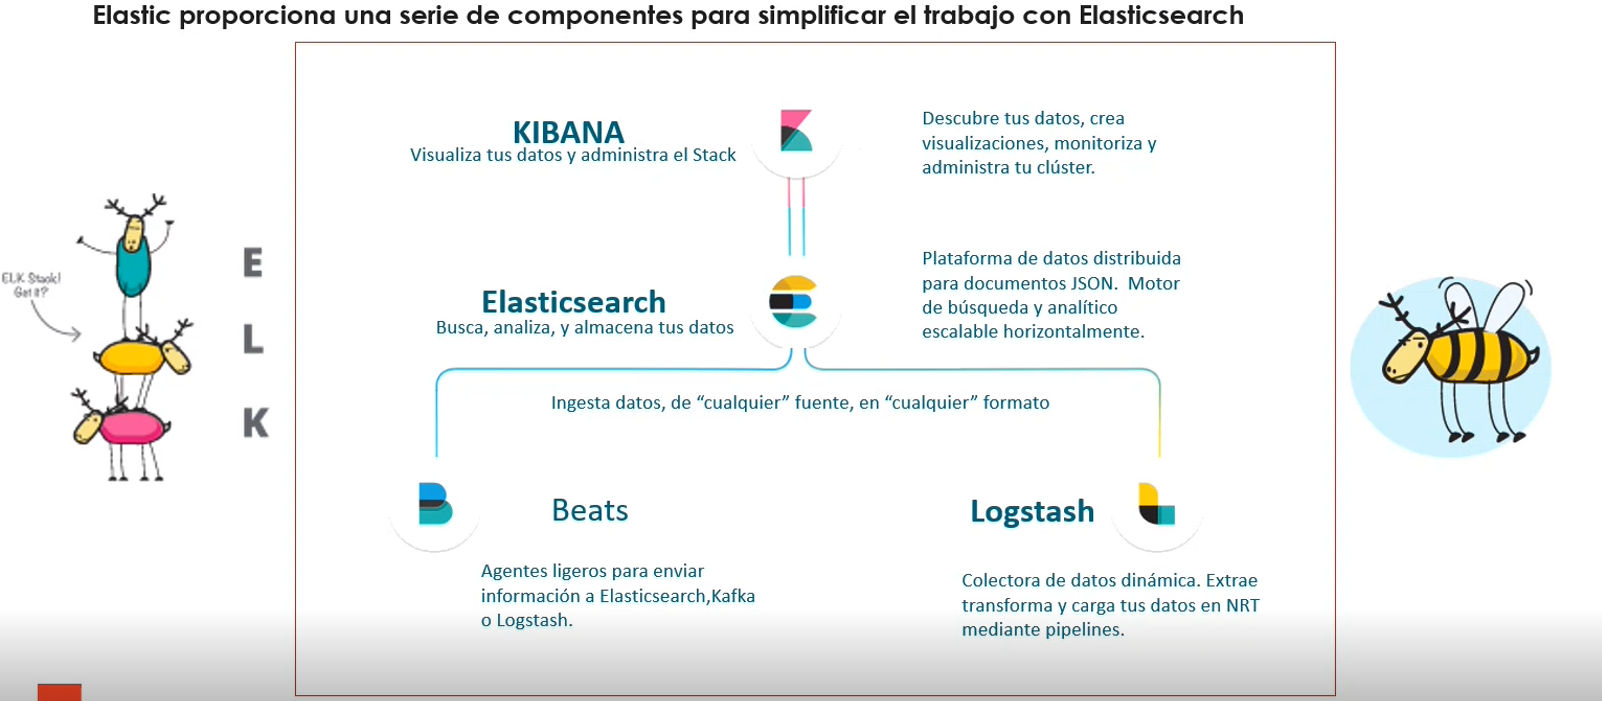 Elastic proporciona una serie de componentes para simplificar el trabajo con Elasticsearch
KIBANA
Visualiza tus datos y administra el Stack
Descubre tus datos, crea
visualizaciones, monitoriza y
administra tu clúster.
ELK Stack!
Get it?
E
L
K
Elasticsearch
Busca, analiza, y almacena tus datos
Plataforma de datos distribuida
para documentos JSON. Motor
de búsqueda y analítico
escalable horizontalmente.
Ingesta datos, de “cualquier” fuente, en “cualquier” formato
Beats
Agentes ligeros para enviar
información a Elasticsearch,Kafka
o Logstash.
Logstash
Colectora de datos dinámica. Extrae
transforma y carga tus datos en NRT
mediante pipelines.